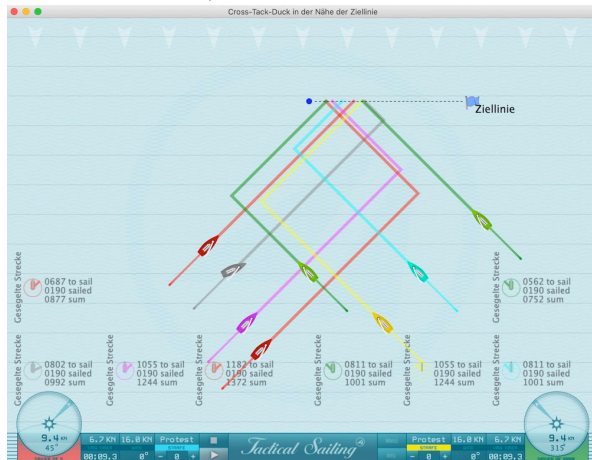 Cross-Tack-Duck in der Nähe der Ziellinie
Ziellinie
Gesegelte Strecke
0687 to sail
0190 sailed
0877 sum
Gesegelte Strecke
0562 to sail
0190 sailed
0752 sum
Gesegelte Strecke
0802 to sail
0190 sailed
0992 sum
Gesegelte Strecke
1055 to sail
0190 sailed
1244 sum
Gesegelte Strecke
1182 to sail
0190 sailed
1372 sum
Gesegelte Strecke
0811 to sail
0190 sailed
1001 sum
Gesegelte Strecke
1055 to sail
0190 sailed
1244 sum
Gesegelte Strecke
0811 to sail
0190 sailed
1001 sum
9.4 KN
45°
6.7 KN 16.0 KN Protest
00:09.3 0° - 0 +
Tactical Sailing
Protest 6.7 KN 16.0 KN
- 0 + 00:09.3 0°
9.4 KN
315°